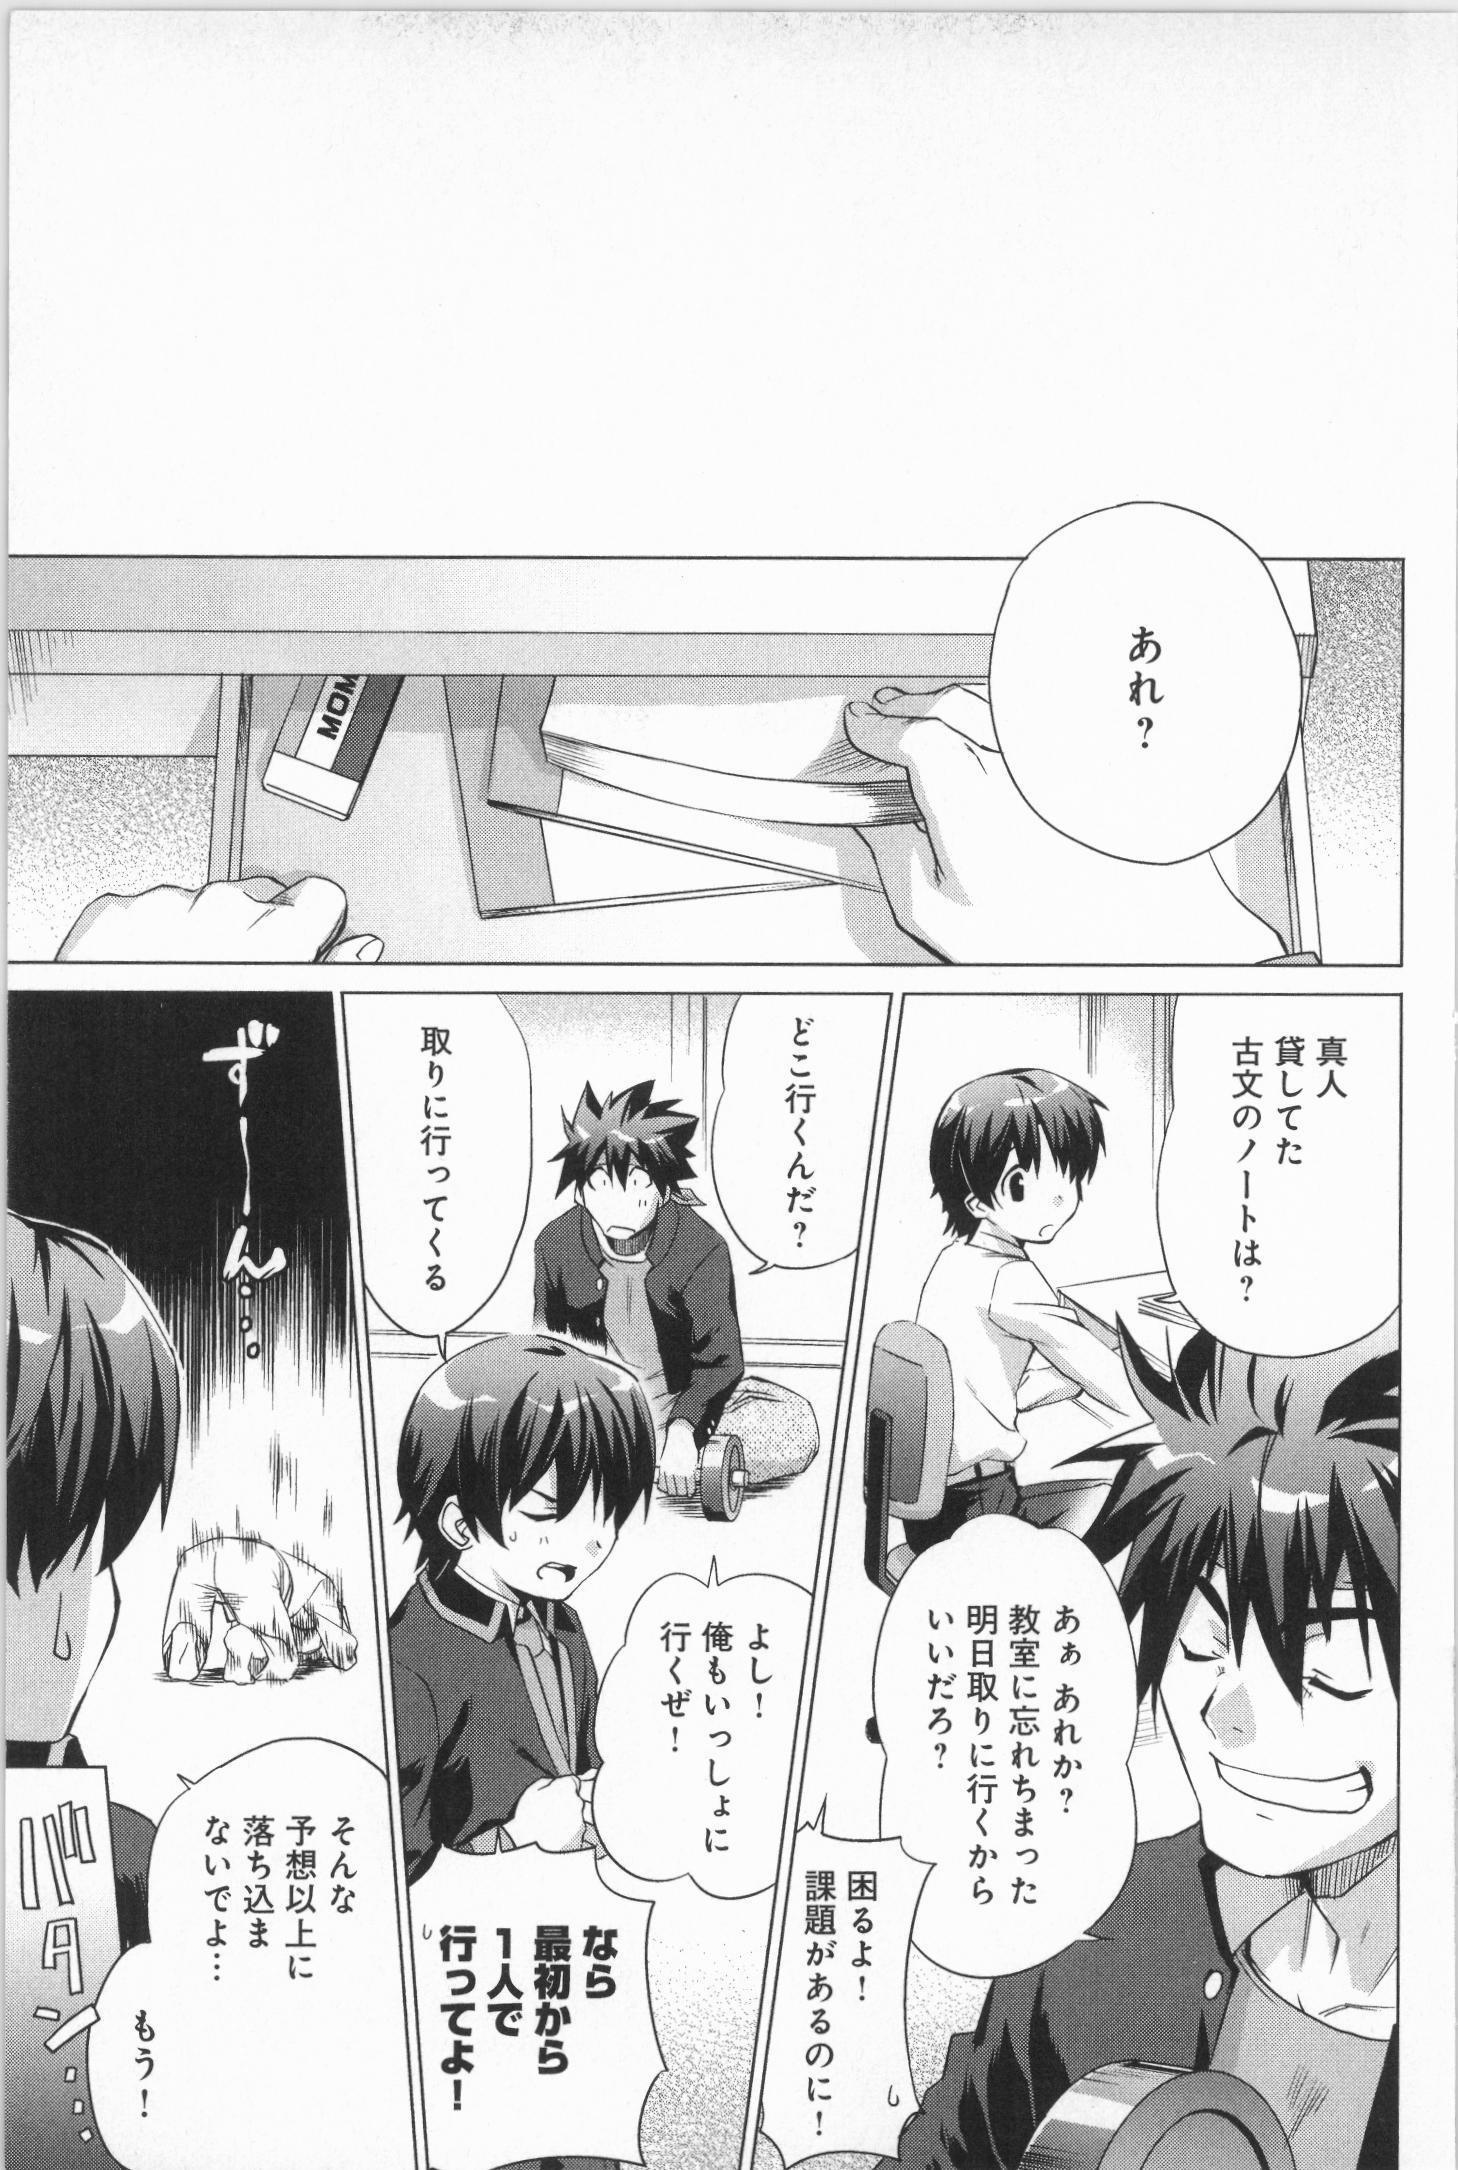 あれ?
MOM
真人
貸してた
古文のノートは?
あぁ あれか?
教室に忘れちまった
明日取りに行くから
いいだろ?
困るよ!
課題があるのに!
どこ行くんだ?
取りに行ってくる
よし!
俺もいっしょに
行くぜ!
なら
最初から
1人で
行ってよ!
ずーん…。。
そんな
予想以上に
落ち込ま
ないでよ…
もう!
バタン…